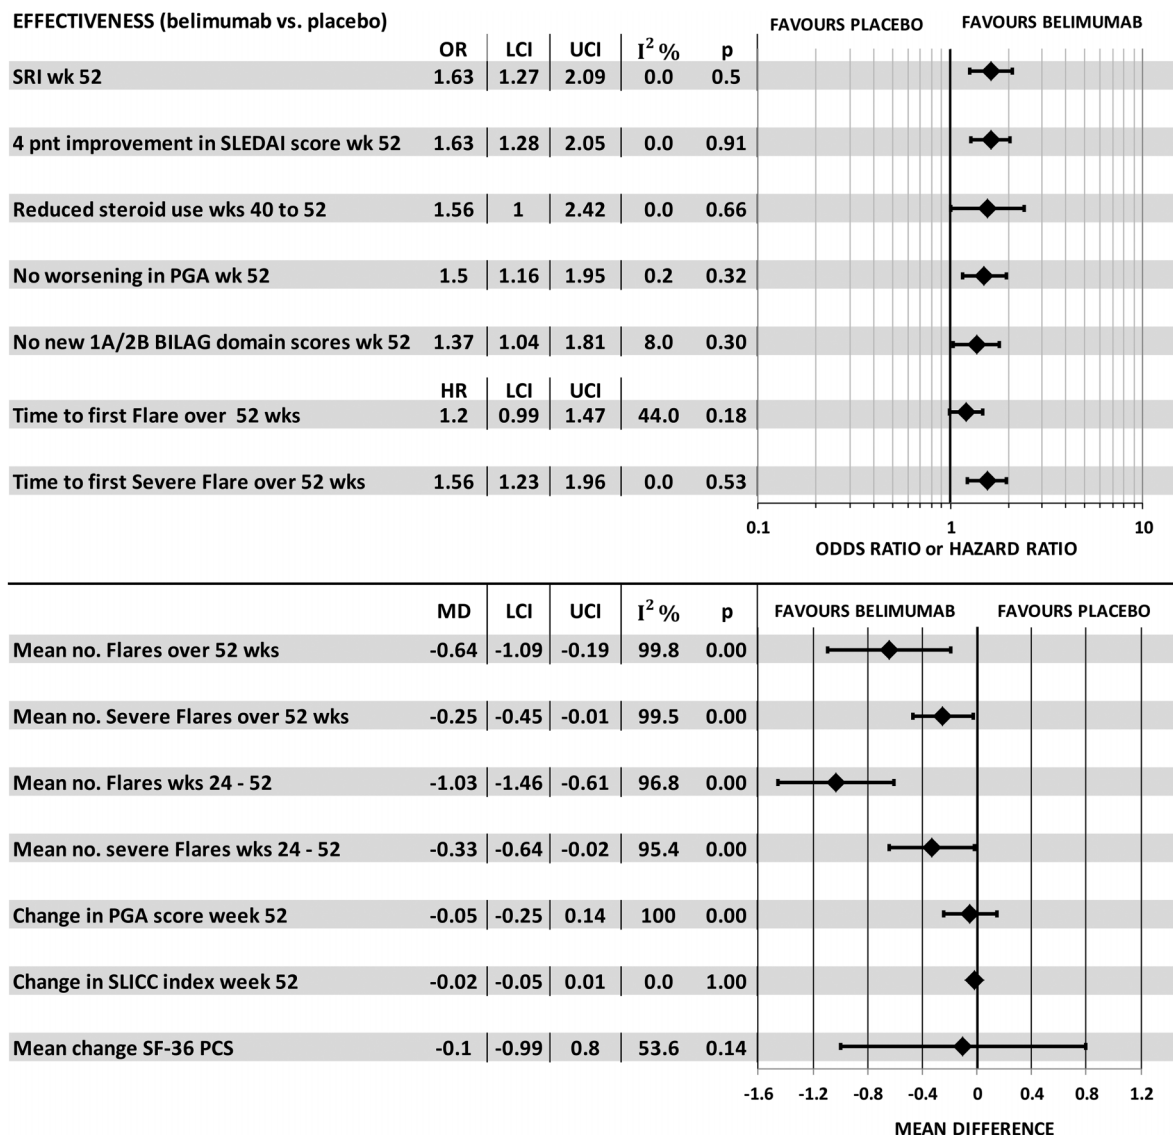 EFFECTIVENESS (belimumab vs. placebo)
FAVOURS PLACEBO FAVOURS BELIMUMAB
OR LCI UCI I² % p
SRI wk 52 1.63 1.27 2.09 0.0 0.5
4 pnt improvement in SLEDAI score wk 52 1.63 1.28 2.05 0.0 0.91
Reduced steroid use wks 40 to 52 1.56 1 2.42 0.0 0.66
No worsening in PGA wk 52 1.5 1.16 1.95 0.2 0.32
No new 1A/2B BILAG domain scores wk 52 1.37 1.04 1.81 8.0 0.30
HR LCI UCI
Time to first Flare over 52 wks 1.2 0.99 1.47 44.0 0.18
Time to first Severe Flare over 52 wks 1.56 1.23 1.96 0.0 0.53
0.1 1 10
ODDS RATIO or HAZARD RATIO
MD LCI UCI I² % p FAVOURS BELIMUMAB FAVOURS PLACEBO
Mean no. Flares over 52 wks -0.64 -1.09 -0.19 99.8 0.00
Mean no. Severe Flares over 52 wks -0.25 -0.45 -0.01 99.5 0.00
Mean no. Flares wks 24 - 52 -1.03 -1.46 -0.61 96.8 0.00
Mean no. severe Flares wks 24 - 52 -0.33 -0.64 -0.02 95.4 0.00
Change in PGA score week 52 -0.05 -0.25 0.14 100 0.00
Change in SLICC index week 52 -0.02 -0.05 0.01 0.0 1.00
Mean change SF-36 PCS -0.1 -0.99 0.8 53.6 0.14
-1.6 -1.2 -0.8 -0.4 0 0.4 0.8 1.2
MEAN DIFFERENCE